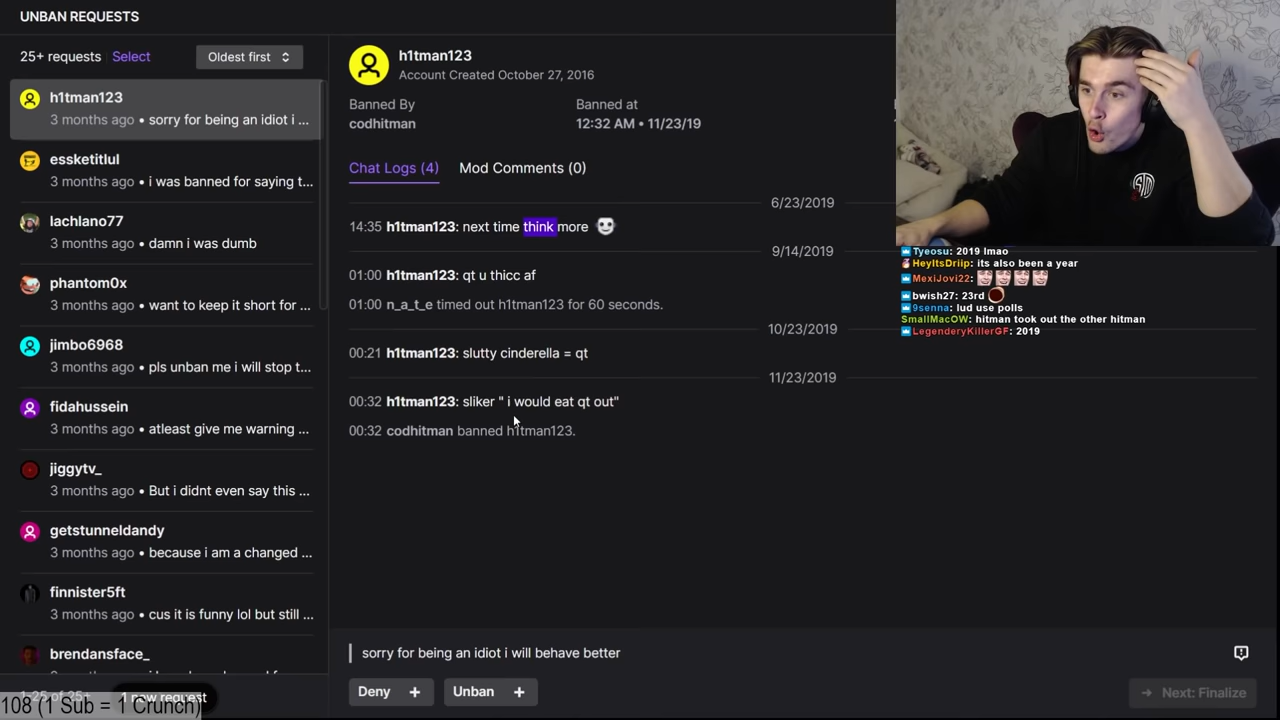 UNBAN REQUESTS
25+ requests Select Oldest first
h1tman123
3 months ago • sorry for being an idiot i ...
essketitlul
3 months ago • i was banned for saying t...
lachlano77
3 months ago • damn i was dumb
phantom0x
3 months ago • want to keep it short for ...
jimbo6968
3 months ago • pls unban me i will stop t...
fidahussein
3 months ago • atleast give me warning ...
jiggytv_
3 months ago • But i didnt even say this ...
getstunneldandy
3 months ago • because i am a changed ...
finnister5ft
3 months ago • cus it is funny lol but still ...
brendansface_
1 new request
108 (1 Sub = 1 Crunch)
h1tman123
Account Created October 27, 2016
Banned By Banned at
codhitman 12:32 AM • 11/23/19
Chat Logs (4) Mod Comments (0)
6/23/2019
14:35 h1tman123: next time think more
9/14/2019
01:00 h1tman123: qt u thicc af
01:00 n_a_t_e timed out h1tman123 for 60 seconds.
10/23/2019
00:21 h1tman123: slutty cinderella = qt
11/23/2019
00:32 h1tman123: sliker " i would eat qt out"
00:32 codhitman banned h1tman123.
sorry for being an idiot i will behave better
Deny + Unban + Next: Finalize
TSM
Tyeosu: 2019 lmao
HeyItsDriip: its also been a year
MexiJovi22:
bwish27: 23rd
9senna: lud use polls
SmallMacOW: hitman took out the other hitman
LegenderyKillerGF: 2019